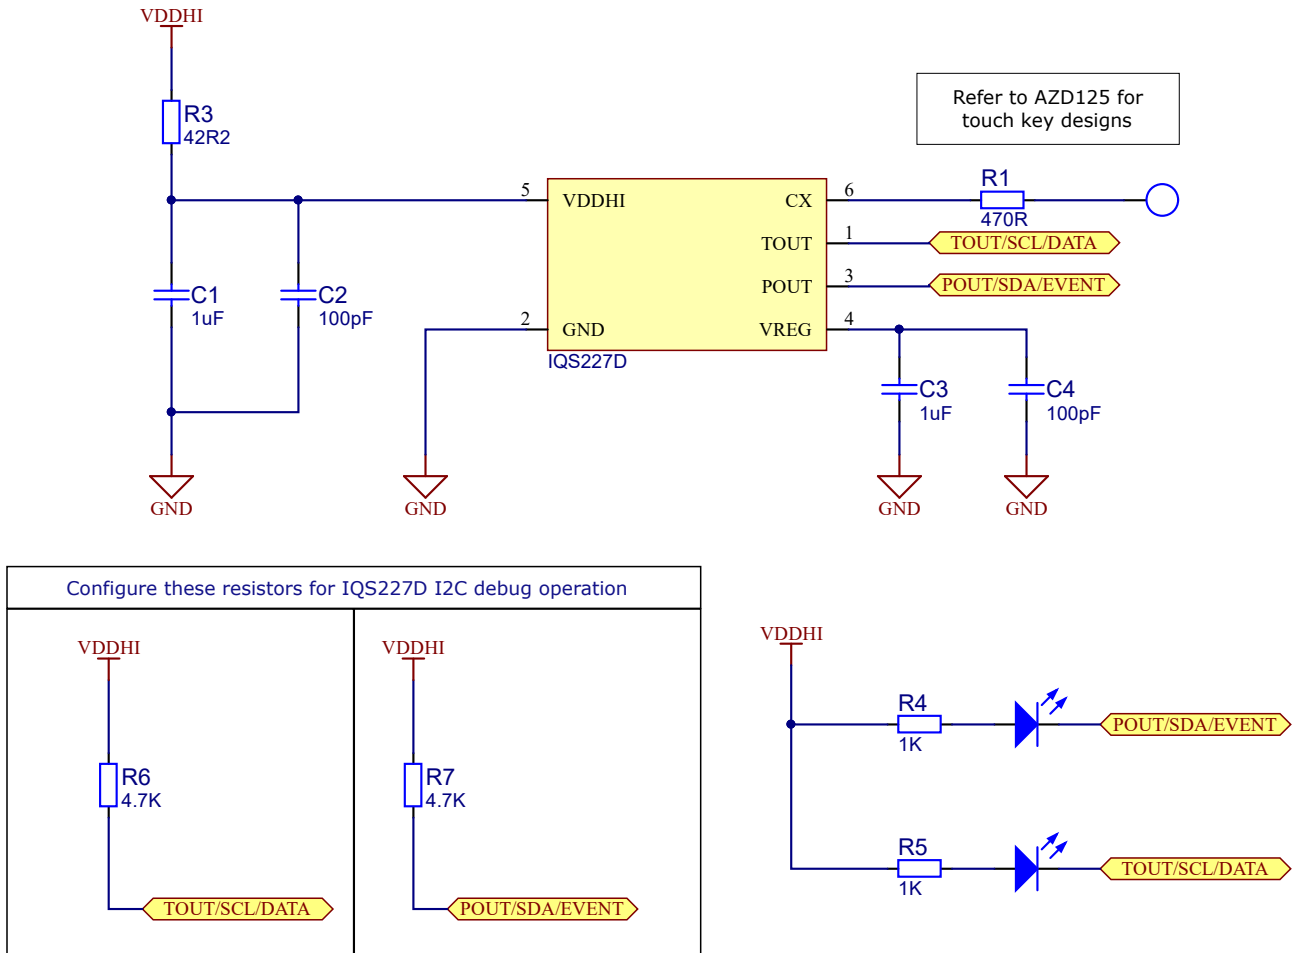 VDDHI
R3
42R2
C1
1uF
C2
100pF
GND
GND
5
VDDHI
2
GND
IQS227D
CX
6
TOUT
1
POUT
3
VREG
4
Refer to AZD125 for
touch key designs
R1
470R
TOUT/SCL/DATA
POUT/SDA/EVENT
C3
1uF
C4
100pF
GND
GND
Configure these resistors for IQS227D I2C debug operation
VDDHI
R6
4.7K
TOUT/SCL/DATA
VDDHI
R7
4.7K
POUT/SDA/EVENT
VDDHI
R4
1K
POUT/SDA/EVENT
R5
1K
TOUT/SCL/DATA